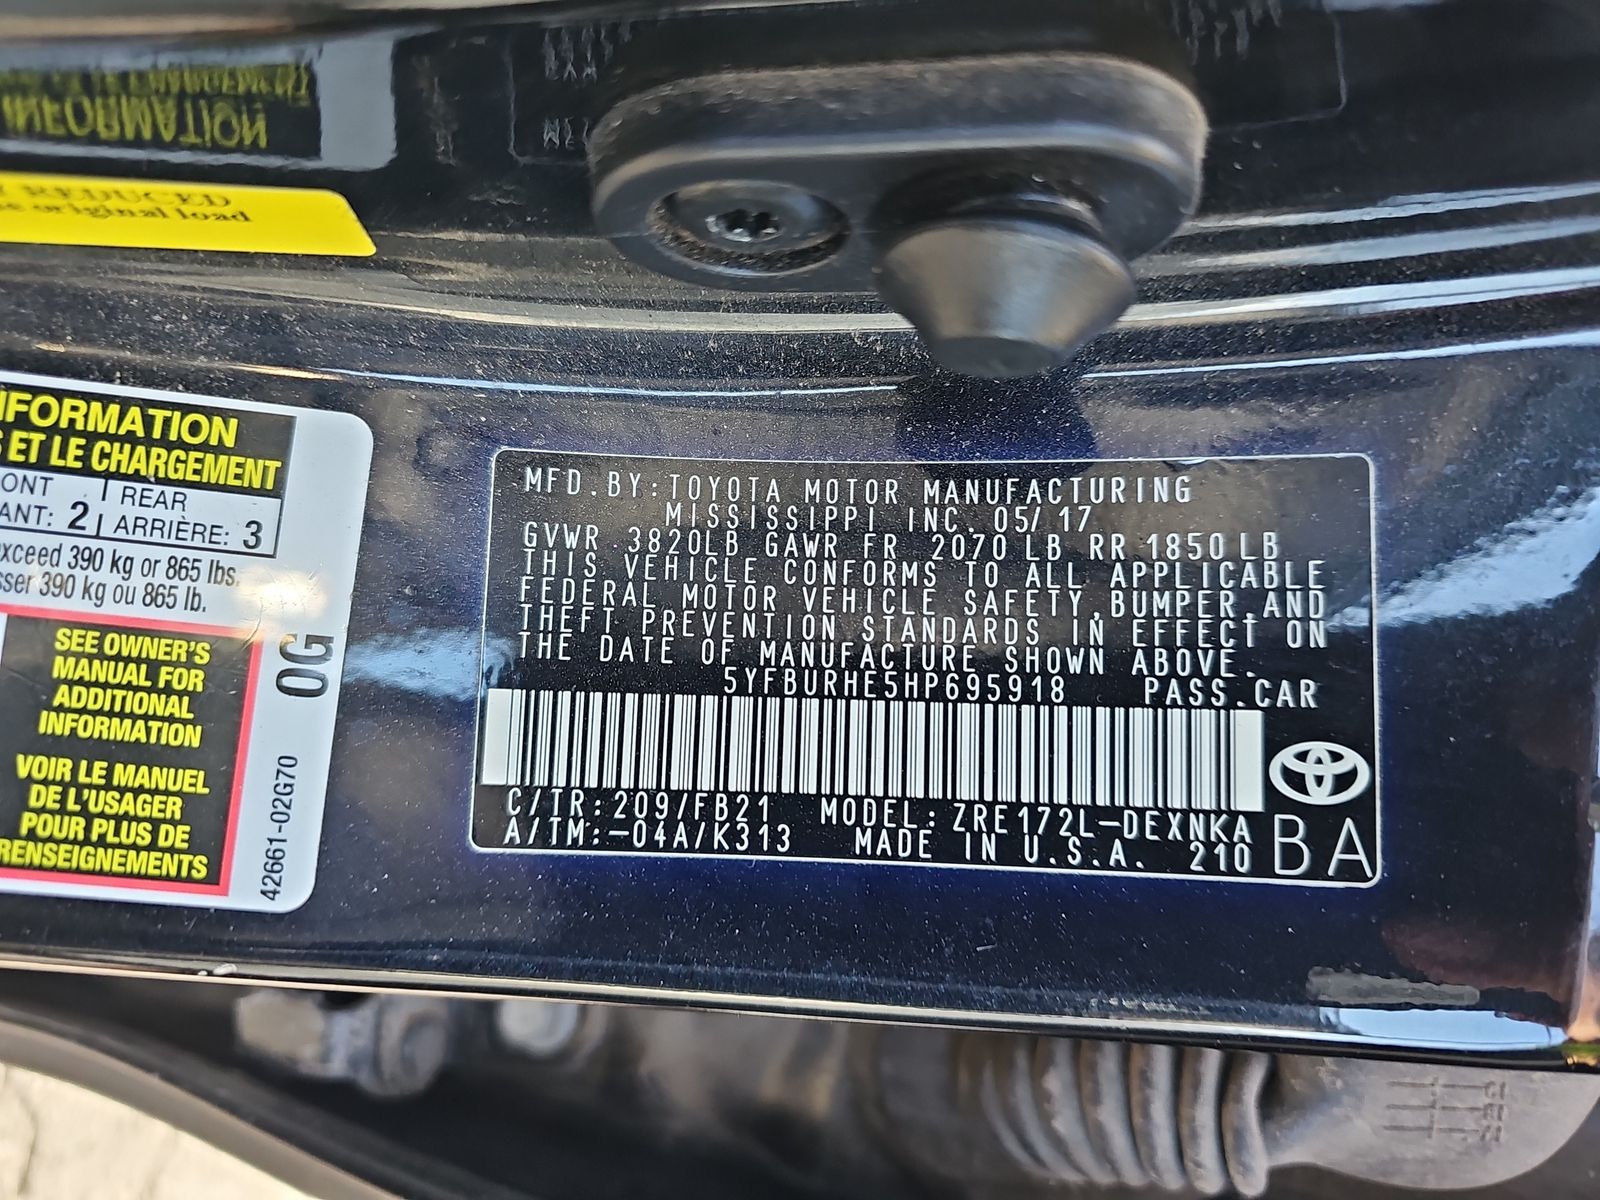 INFORMATION
REDUCED
original load
NFORMATION
S ET LE CHARGEMENT
ONT REAR
ANT: 2 ARRIÈRE: 3
exceed 390 kg or 865 lbs.
sser 390 kg ou 865 lb.
SEE OWNER'S
MANUAL FOR
ADDITIONAL
INFORMATION
VOIR LE MANUEL
DE L'USAGER
POUR PLUS DE
RENSEIGNEMENTS
0G
42661-02G70
MFD.BY:TOYOTA MOTOR MANUFACTURING
MISSISSIPPI INC. 05/17
GVWR 3820LB GAWR FR 2070 LB RR 1850LB
THIS VEHICLE CONFORMS TO ALL APPLICABLE
FEDERAL MOTOR VEHICLE SAFETY,BUMPER,AND
THEFT PREVENTION STANDARDS IN EFFECT ON
THE DATE OF MANUFACTURE SHOWN ABOVE.
5YFBURHE5HP695918 PASS.CAR
C/TR:209/FB21 MODEL:ZRE172L-DEXNKA
A/TM:-04A/K313 MADE IN U.S.A. 210 BA